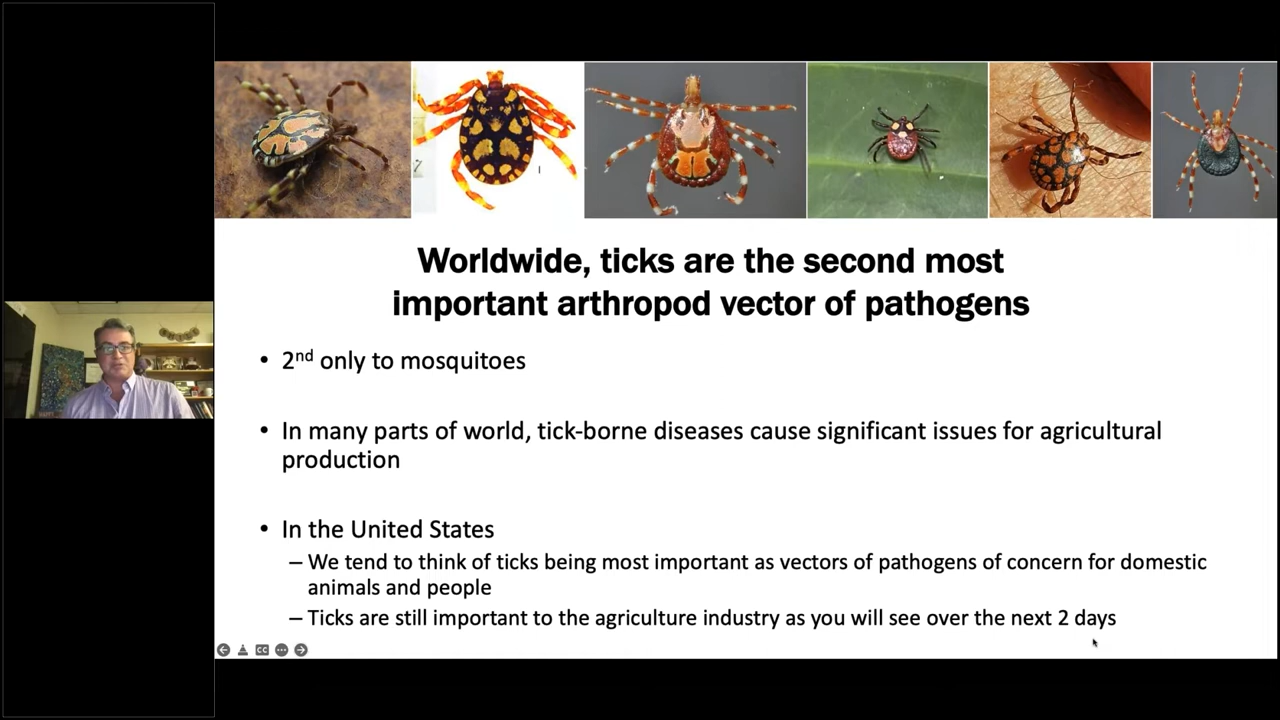 Worldwide, ticks are the second most
important arthropod vector of pathogens
• 2nd only to mosquitoes
• In many parts of world, tick-borne diseases cause significant issues for agricultural
production
• In the United States
– We tend to think of ticks being most important as vectors of pathogens of concern for domestic
animals and people
– Ticks are still important to the agriculture industry as you will see over the next 2 days
CC